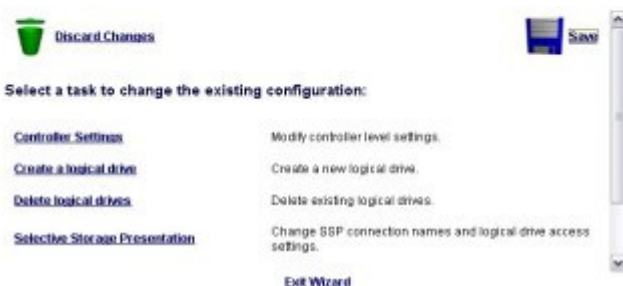 Discard Changes
Save
Select a task to change the existing configuration:
Controller Settings
Modify controller level settings.
Create a logical drive
Create a new logical drive.
Delete logical drives
Delete existing logical drives.
Selective Storage Presentation
Change SSP connection names and logical drive access
settings.
Exit Wizard